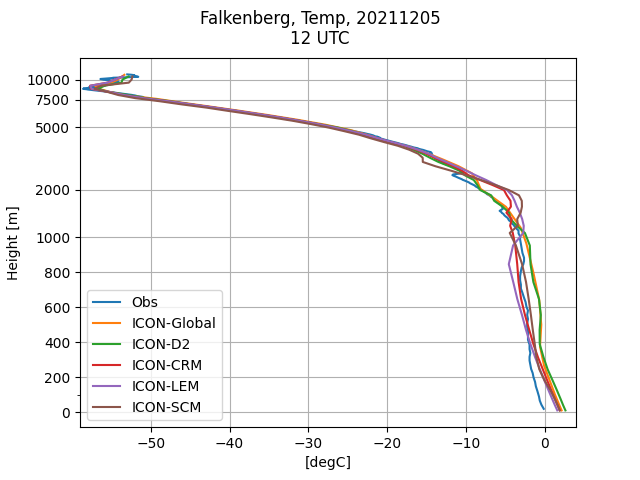 Falkenberg, Temp, 20211205
12 UTC
10000
7500
5000
2000
1000
800
600
400
200
0
Height [m]
Obs
ICON-Global
ICON-D2
ICON-CRM
ICON-LEM
ICON-SCM
−50 −40 −30 −20 −10 0
[degC]